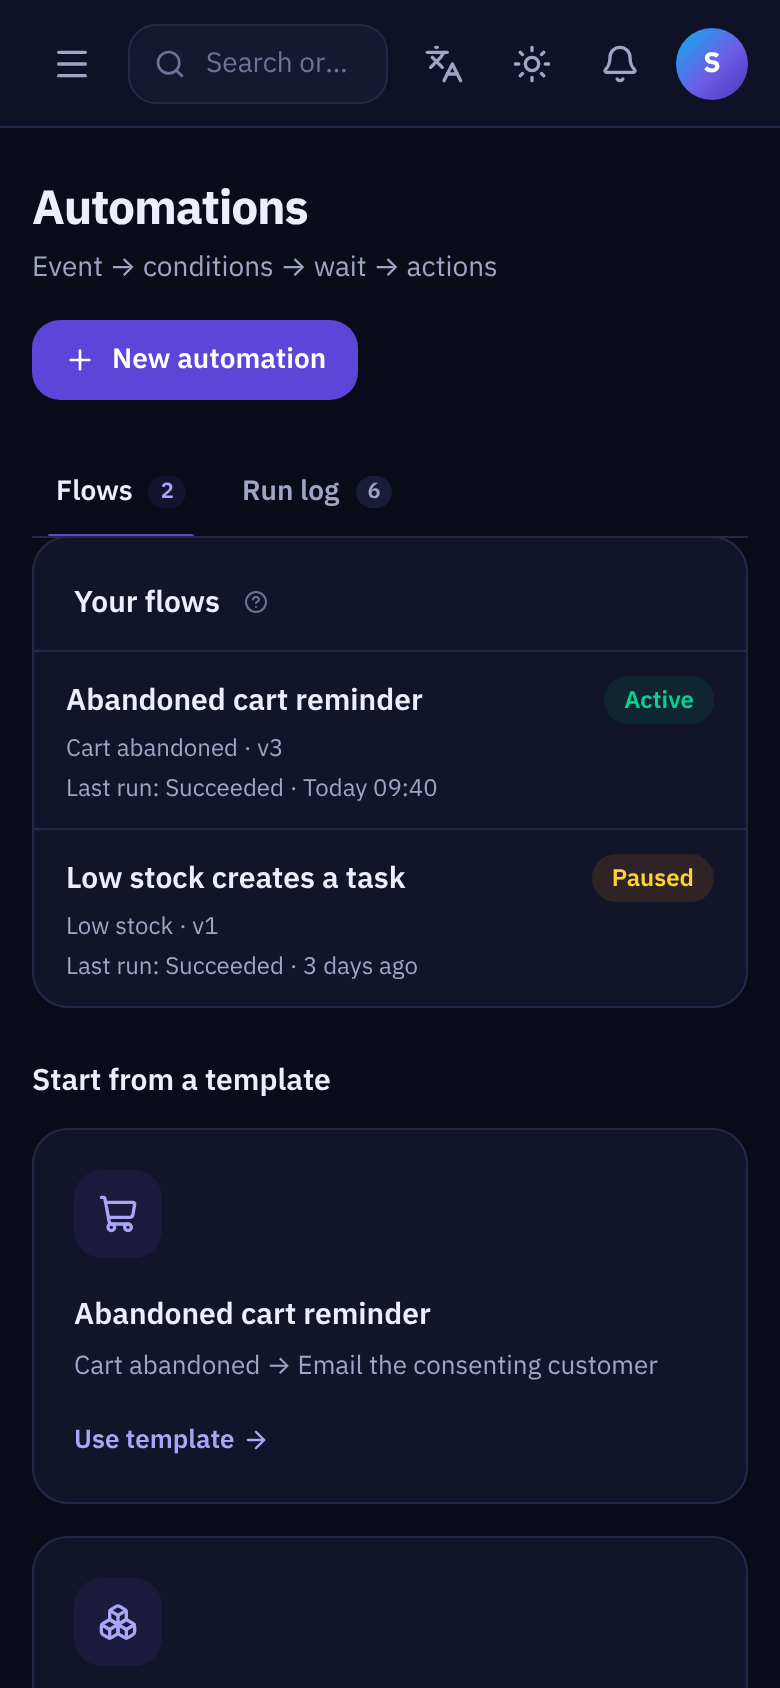 Search or...
S
Automations
Event → conditions → wait → actions
+ New automation
Flows 2 Run log 6
Your flows
Abandoned cart reminder Active
Cart abandoned · v3
Last run: Succeeded · Today 09:40
Low stock creates a task Paused
Low stock · v1
Last run: Succeeded · 3 days ago
Start from a template
Abandoned cart reminder
Cart abandoned → Email the consenting customer
Use template →